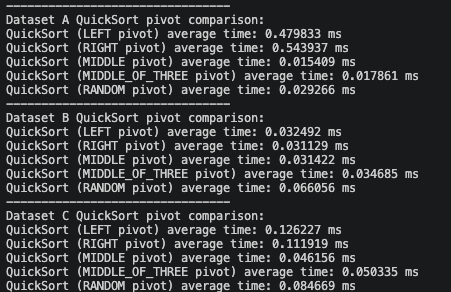 --------------------------------
Dataset A QuickSort pivot comparison:
QuickSort (LEFT pivot) average time: 0.479833 ms
QuickSort (RIGHT pivot) average time: 0.543937 ms
QuickSort (MIDDLE pivot) average time: 0.015409 ms
QuickSort (MIDDLE_OF_THREE pivot) average time: 0.017861 ms
QuickSort (RANDOM pivot) average time: 0.029266 ms
--------------------------------
Dataset B QuickSort pivot comparison:
QuickSort (LEFT pivot) average time: 0.032492 ms
QuickSort (RIGHT pivot) average time: 0.031129 ms
QuickSort (MIDDLE pivot) average time: 0.031422 ms
QuickSort (MIDDLE_OF_THREE pivot) average time: 0.034685 ms
QuickSort (RANDOM pivot) average time: 0.066056 ms
--------------------------------
Dataset C QuickSort pivot comparison:
QuickSort (LEFT pivot) average time: 0.126227 ms
QuickSort (RIGHT pivot) average time: 0.111919 ms
QuickSort (MIDDLE pivot) average time: 0.046156 ms
QuickSort (MIDDLE_OF_THREE pivot) average time: 0.050335 ms
QuickSort (RANDOM pivot) average time: 0.084669 ms